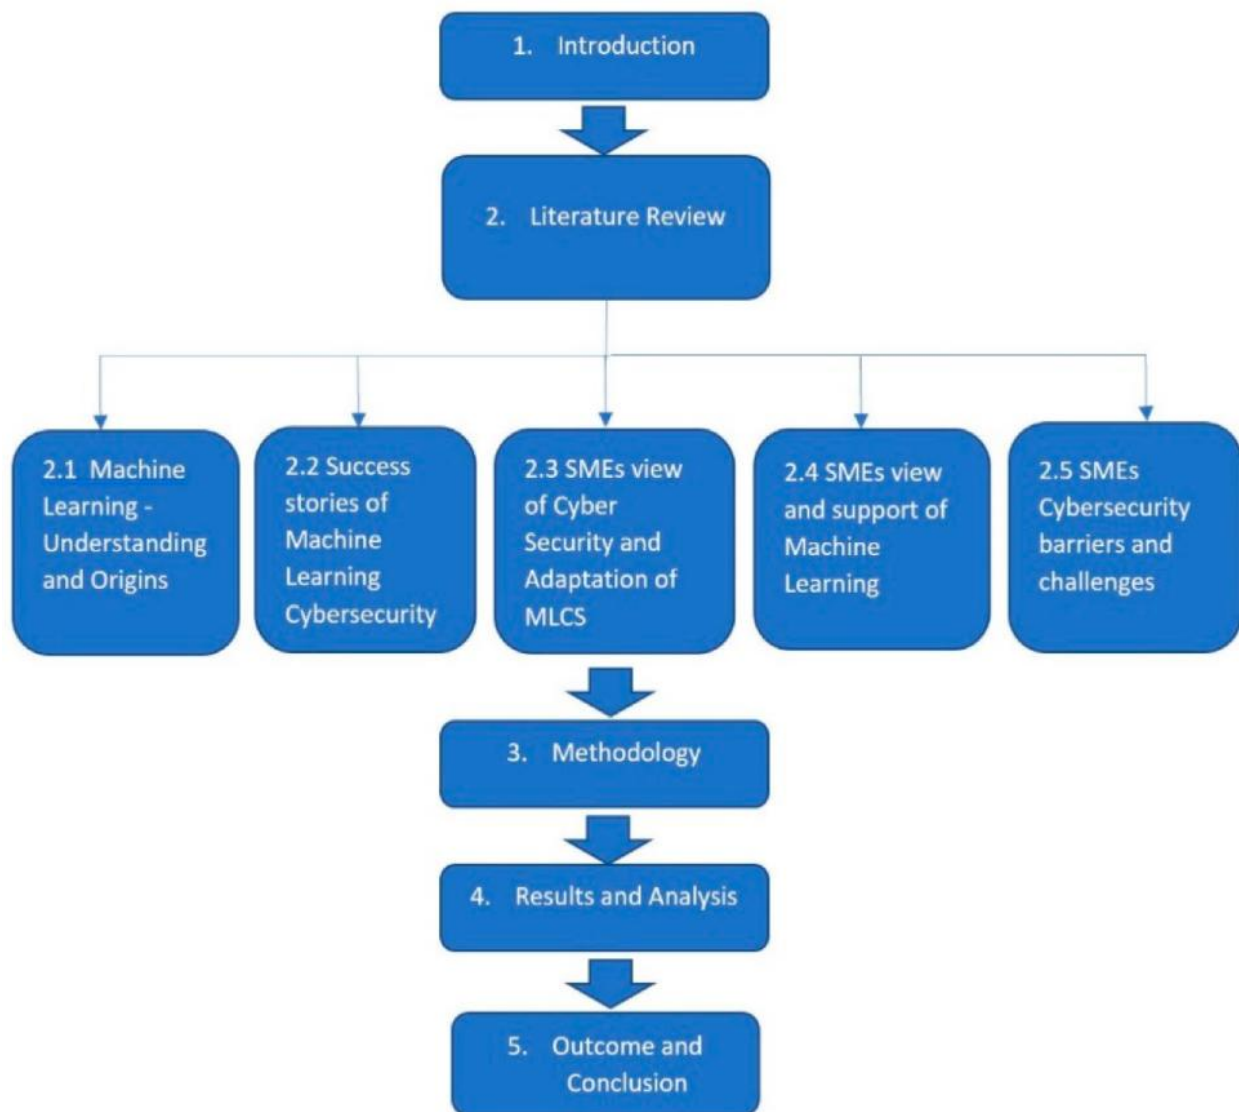 1. Introduction
2. Literature Review
2.1 Machine
Learning -
Understanding
and Origins
2.2 Success
stories of
Machine
Learning
Cybersecurity
2.3 SMEs view
of Cyber
Security and
Adaptation of
MLCS
2.4 SMEs view
and support of
Machine
Learning
2.5 SMEs
Cybersecurity
barriers and
challenges
3. Methodology
4. Results and Analysis
5. Outcome and
Conclusion